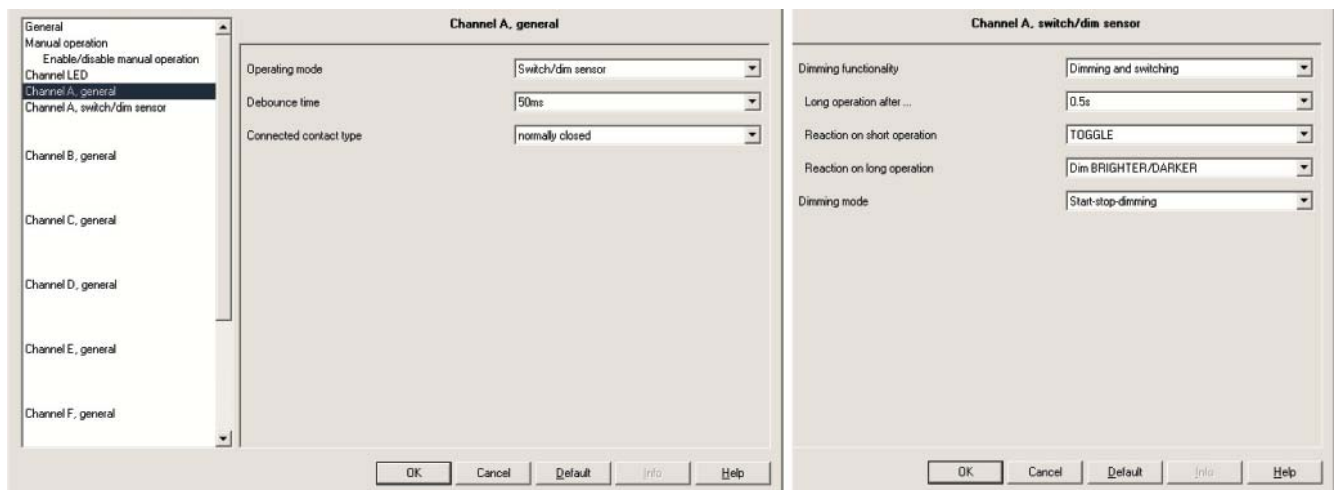 General
Manual operation
Enable/disable manual operation
Channel LED
Channel A, general
Channel A, switch/dim sensor
Channel B, general
Channel C, general
Channel D, general
Channel E, general
Channel F, general
Channel A, general
Operating mode Switch/dim sensor
Debounce time 50ms
Connected contact type normally closed
OK Cancel Default Info Help
Channel A, switch/dim sensor
Dimming functionality Dimming and switching
Long operation after ... 0.5s
Reaction on short operation TOGGLE
Reaction on long operation Dim BRIGHTER/DARKER
Dimming mode Start-stop-dimming
OK Cancel Default Info Help